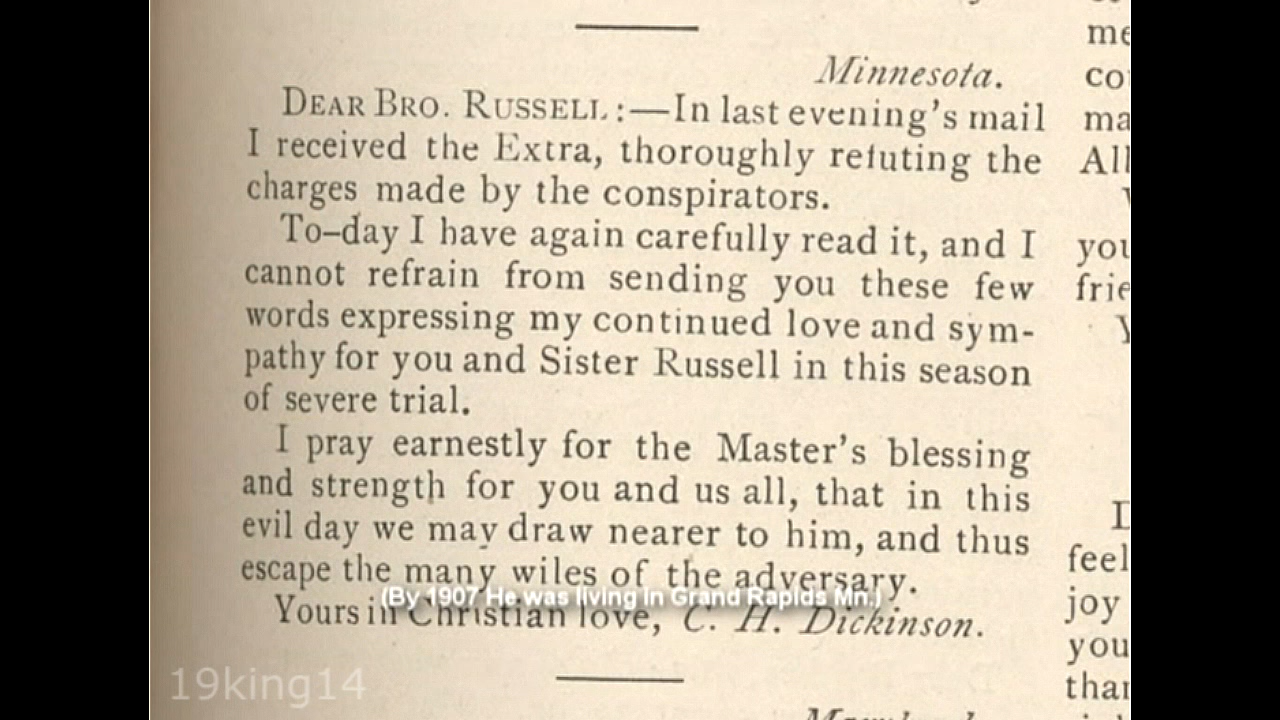 Minnesota.
DEAR BRO. RUSSELL:—In last evening's mail
I received the Extra, thoroughly refuting the
charges made by the conspirators.
To-day I have again carefully read it, and I
cannot refrain from sending you these few
words expressing my continued love and sym-
pathy for you and Sister Russell in this season
of severe trial.
I pray earnestly for the Master's blessing
and strength for you and us all, that in this
evil day we may draw nearer to him, and thus
escape the many wiles of the adversary.
(By 1907 He was living in Grand Rapids Mn.)
Yours in Christian love, C. H. Dickinson.
19king14
me
co
ma
All
you
frie
feel
joy
you
than